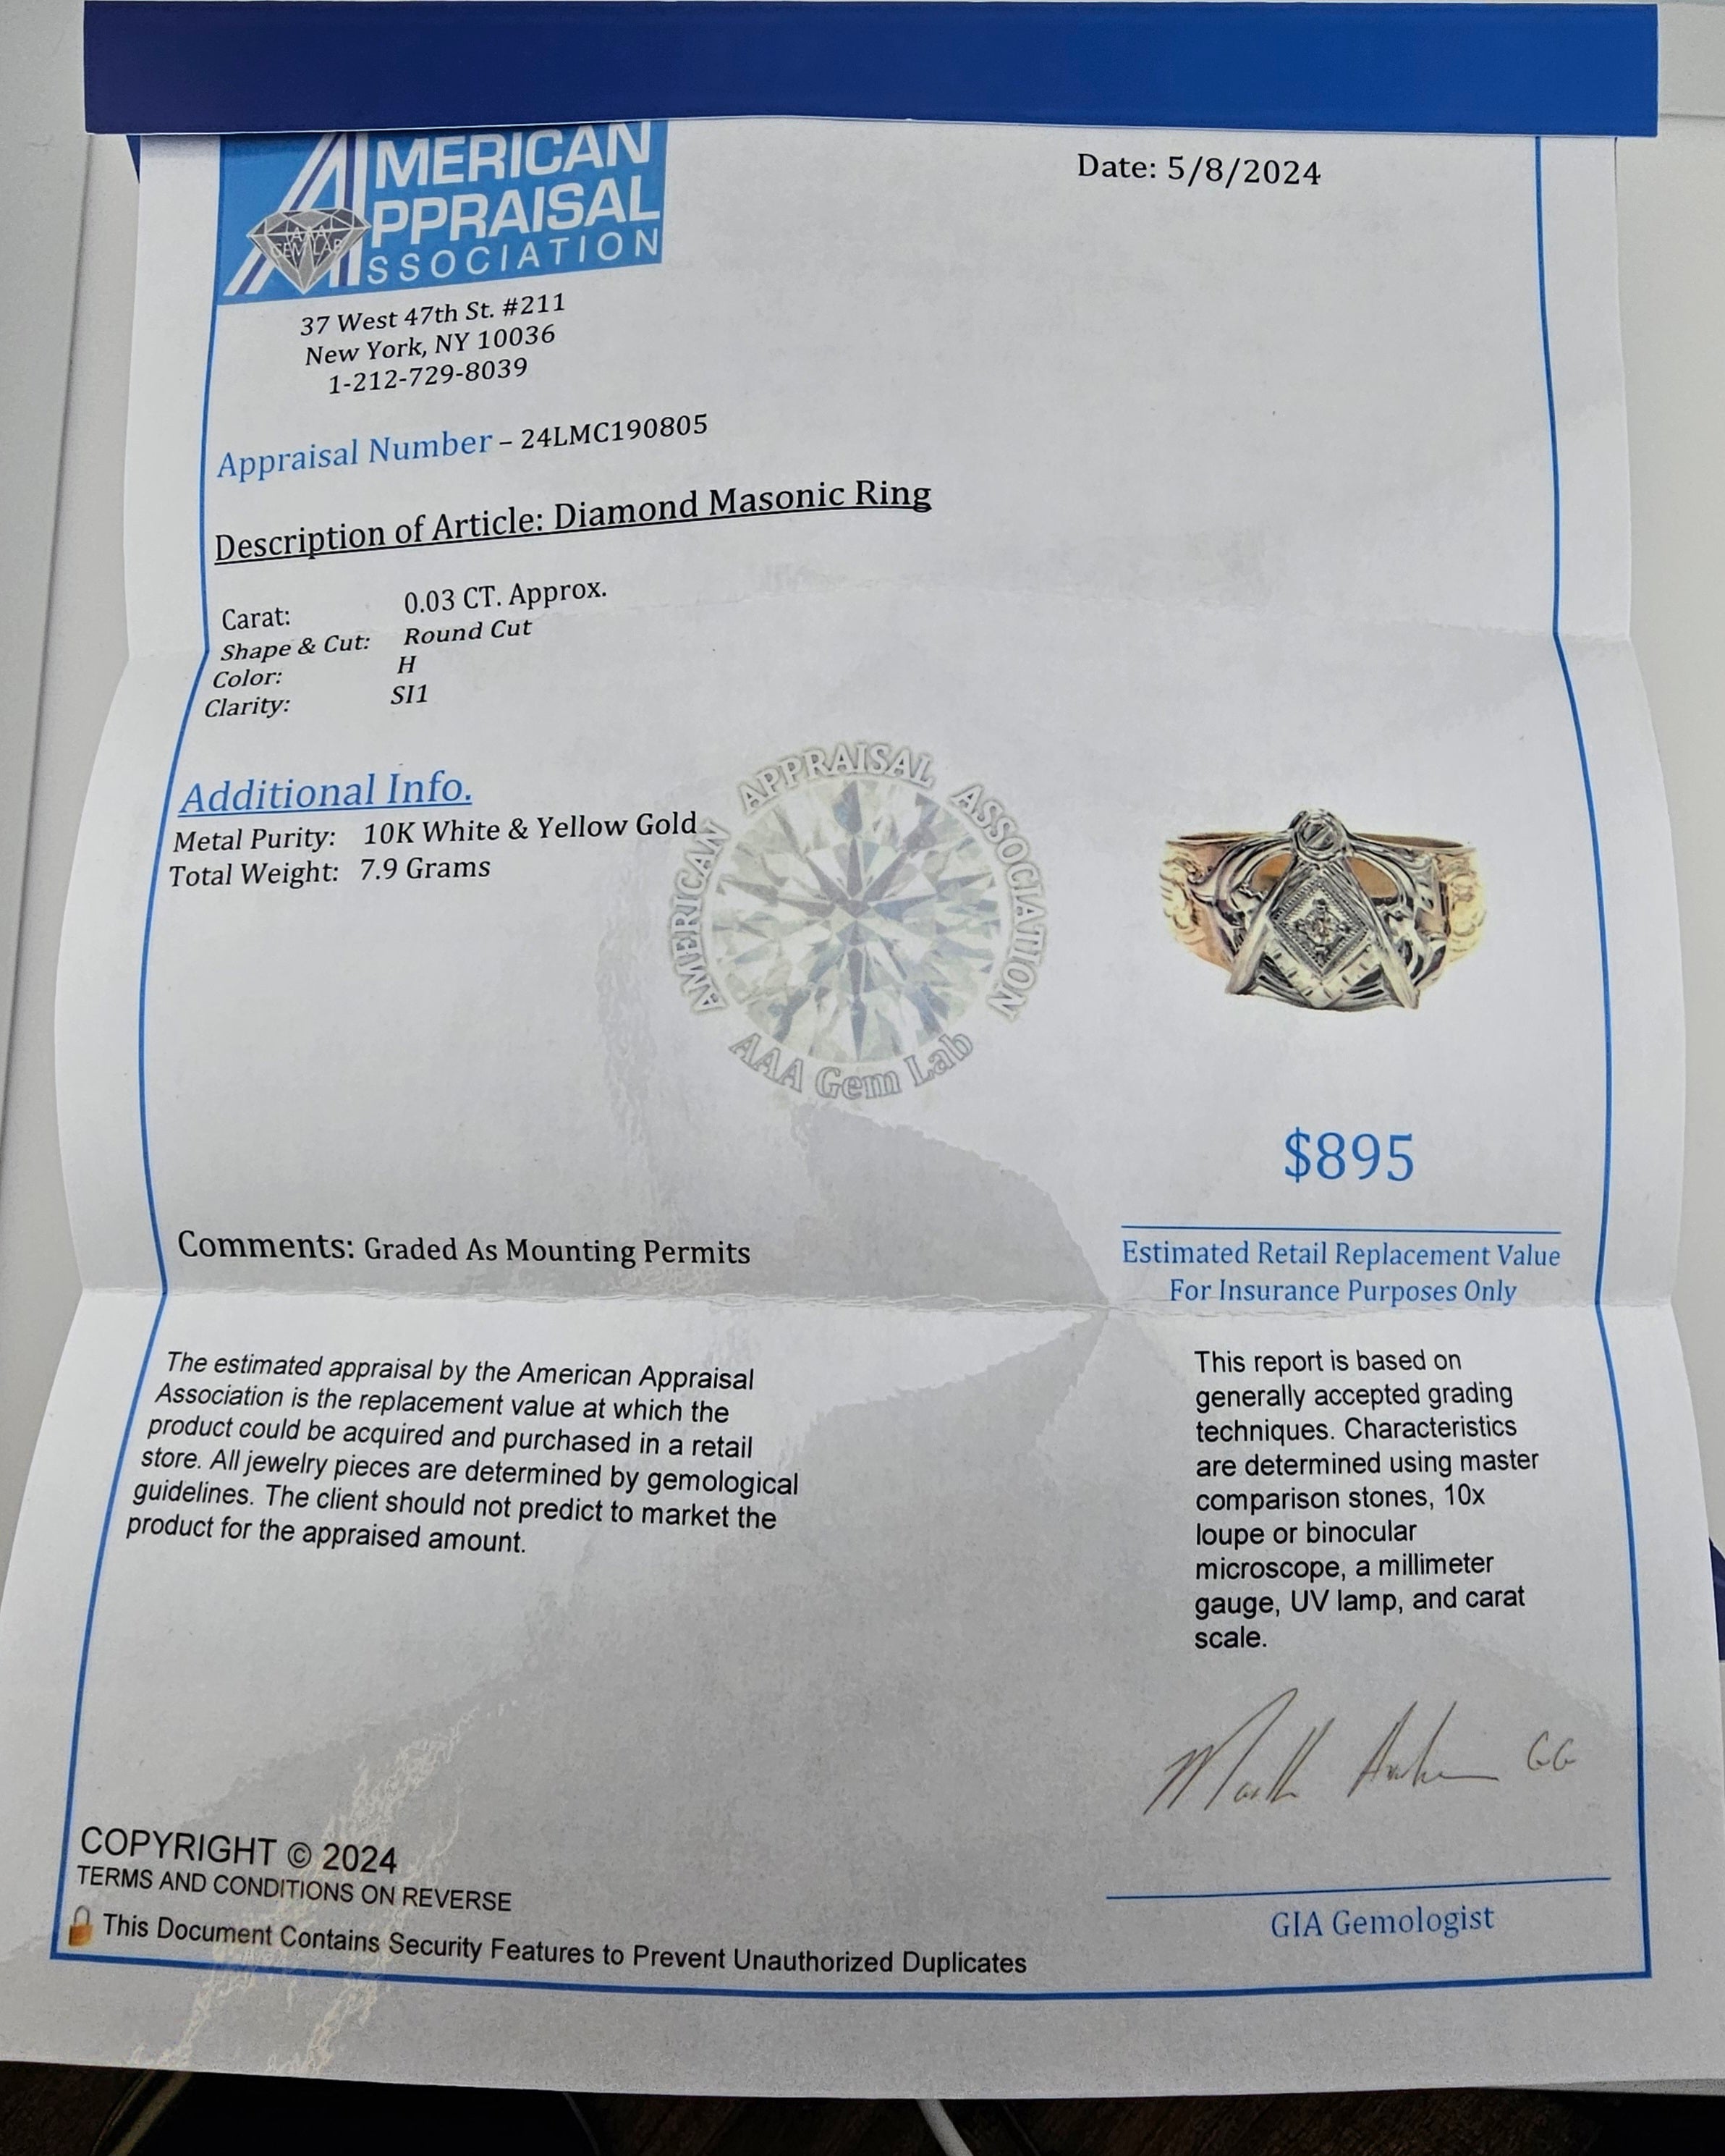 AMERICAN
APPRAISAL
ASSOCIATION
AAA
GEM LAB
Date: 5/8/2024
37 West 47th St. #211
New York, NY 10036
1-212-729-8039
Appraisal Number – 24LMC190805
Description of Article: Diamond Masonic Ring
Carat: 0.03 CT. Approx.
Shape & Cut: Round Cut
Color: H
Clarity: SI1
Additional Info.
Metal Purity: 10K White & Yellow Gold
Total Weight: 7.9 Grams
AMERICAN APPRAISAL ASSOCIATION
AAA Gem Lab
$895
Estimated Retail Replacement Value
For Insurance Purposes Only
Comments: Graded As Mounting Permits
The estimated appraisal by the American Appraisal
Association is the replacement value at which the
product could be acquired and purchased in a retail
store. All jewelry pieces are determined by gemological
guidelines. The client should not predict to market the
product for the appraised amount.
This report is based on
generally accepted grading
techniques. Characteristics
are determined using master
comparison stones, 10x
loupe or binocular
microscope, a millimeter
gauge, UV lamp, and carat
scale.
GG
GIA Gemologist
COPYRIGHT © 2024
TERMS AND CONDITIONS ON REVERSE
This Document Contains Security Features to Prevent Unauthorized Duplicates